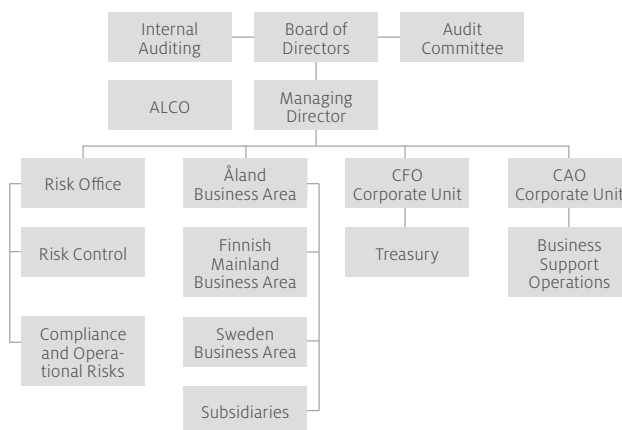 Internal
Auditing
Board of
Directors
Audit
Committee
ALCO
Managing
Director
Risk Office
Åland
Business Area
CFO
Corporate Unit
CAO
Corporate Unit
Risk Control
Finnish
Mainland
Business Area
Treasury
Business
Support
Operations
Compliance
and Opera-
tional Risks
Sweden
Business Area
Subsidiaries